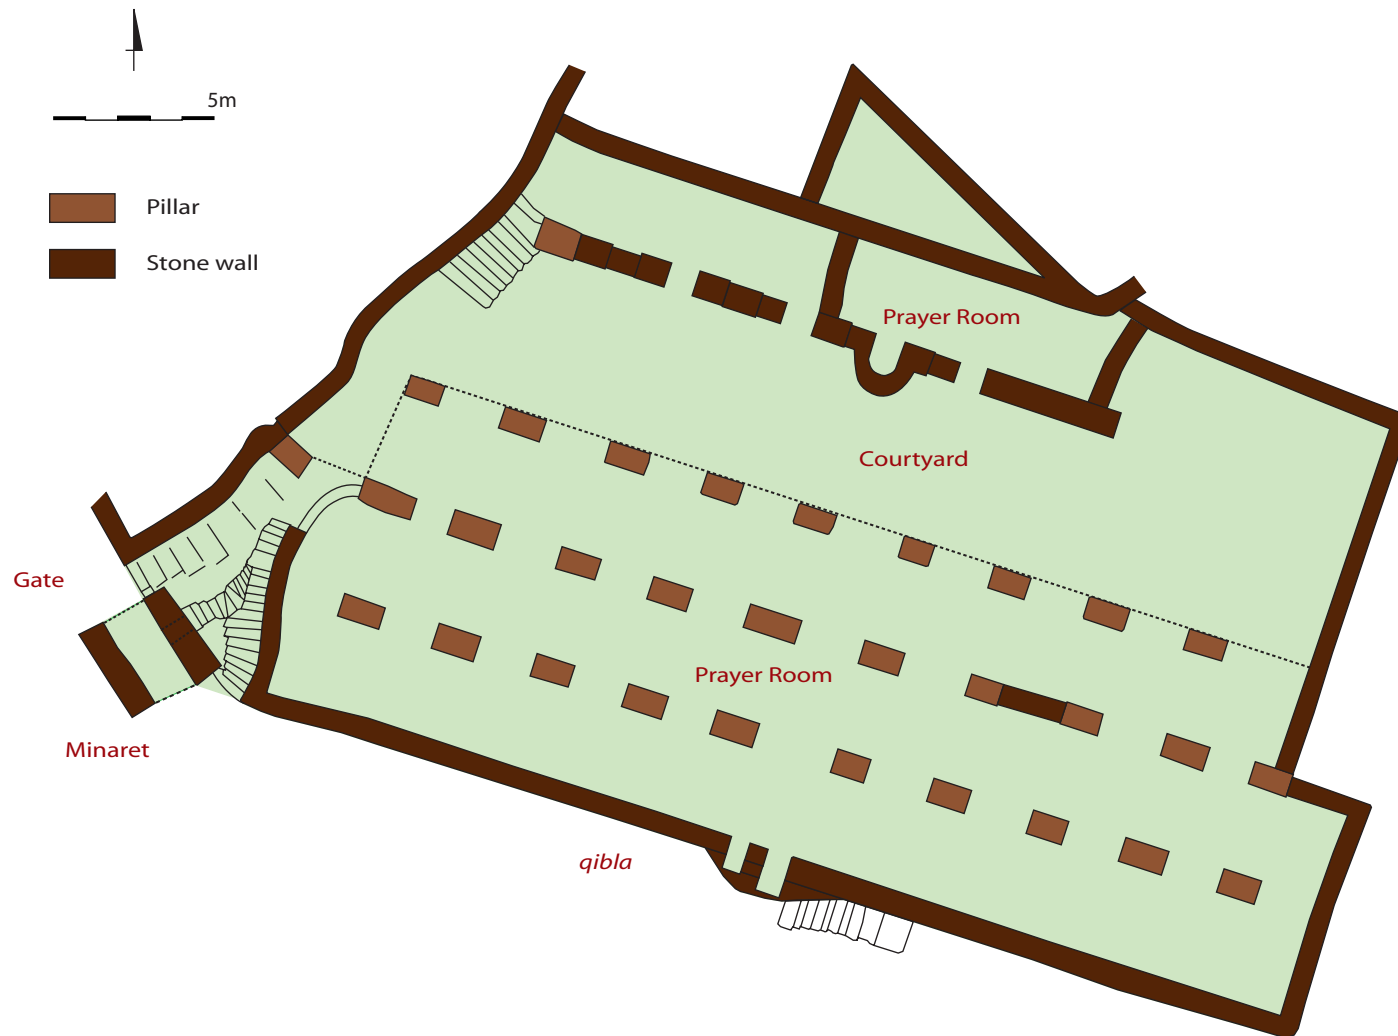 5m
Pillar
Stone wall
Prayer Room
Courtyard
Gate
Prayer Room
Minaret
qibla